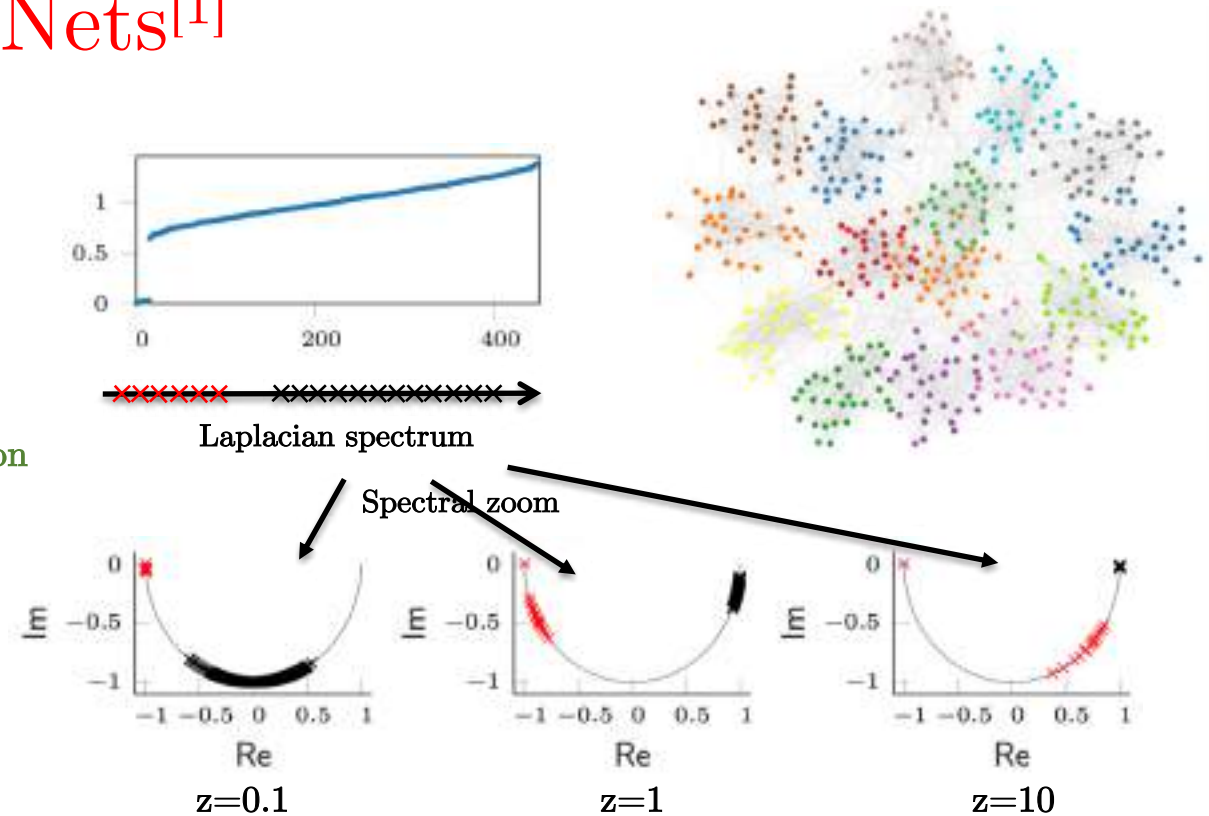 Nets[1]
1
0.5
0
0 200 400
Laplacian spectrum
on
Spectral zoom
0 0 0
Im −0.5 Im −0.5 Im −0.5
−1 −1 −1
−1 −0.5 0 0.5 1 −1 −0.5 0 0.5 1 −1 −0.5 0 0.5 1
Re Re Re
z=0.1 z=1 z=10